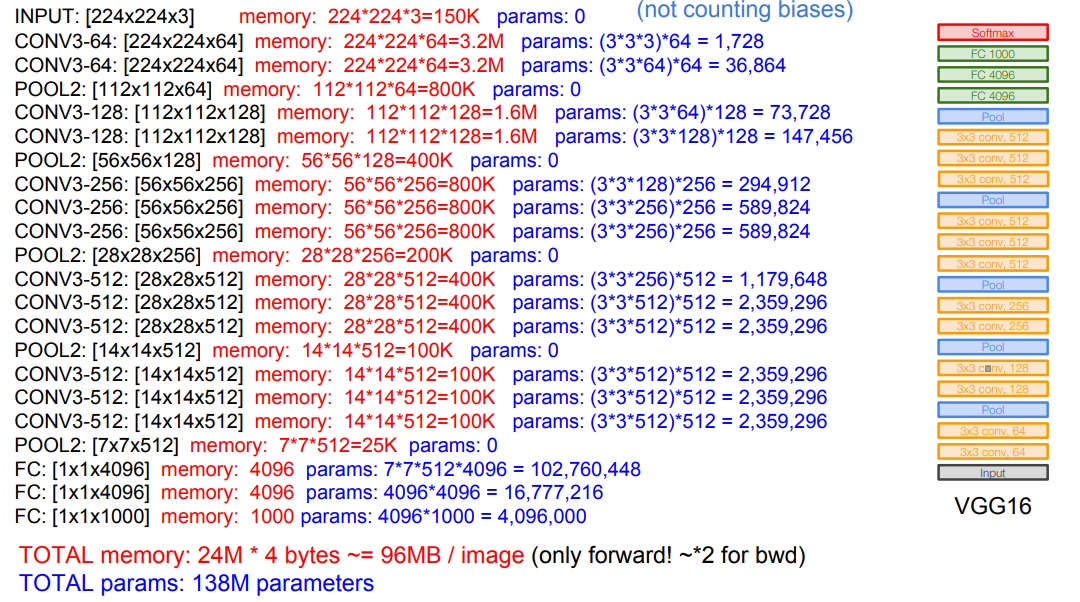 (not counting biases)
INPUT: [224x224x3] memory: 224*224*3=150K params: 0
CONV3-64: [224x224x64] memory: 224*224*64=3.2M params: (3*3*3)*64 = 1,728
CONV3-64: [224x224x64] memory: 224*224*64=3.2M params: (3*3*64)*64 = 36,864
POOL2: [112x112x64] memory: 112*112*64=800K params: 0
CONV3-128: [112x112x128] memory: 112*112*128=1.6M params: (3*3*64)*128 = 73,728
CONV3-128: [112x112x128] memory: 112*112*128=1.6M params: (3*3*128)*128 = 147,456
POOL2: [56x56x128] memory: 56*56*128=400K params: 0
CONV3-256: [56x56x256] memory: 56*56*256=800K params: (3*3*128)*256 = 294,912
CONV3-256: [56x56x256] memory: 56*56*256=800K params: (3*3*256)*256 = 589,824
CONV3-256: [56x56x256] memory: 56*56*256=800K params: (3*3*256)*256 = 589,824
POOL2: [28x28x256] memory: 28*28*256=200K params: 0
CONV3-512: [28x28x512] memory: 28*28*512=400K params: (3*3*256)*512 = 1,179,648
CONV3-512: [28x28x512] memory: 28*28*512=400K params: (3*3*512)*512 = 2,359,296
CONV3-512: [28x28x512] memory: 28*28*512=400K params: (3*3*512)*512 = 2,359,296
POOL2: [14x14x512] memory: 14*14*512=100K params: 0
CONV3-512: [14x14x512] memory: 14*14*512=100K params: (3*3*512)*512 = 2,359,296
CONV3-512: [14x14x512] memory: 14*14*512=100K params: (3*3*512)*512 = 2,359,296
CONV3-512: [14x14x512] memory: 14*14*512=100K params: (3*3*512)*512 = 2,359,296
POOL2: [7x7x512] memory: 7*7*512=25K params: 0
FC: [1x1x4096] memory: 4096 params: 7*7*512*4096 = 102,760,448
FC: [1x1x4096] memory: 4096 params: 4096*4096 = 16,777,216
FC: [1x1x1000] memory: 1000 params: 4096*1000 = 4,096,000
TOTAL memory: 24M * 4 bytes ~= 96MB / image (only forward! ~*2 for bwd)
TOTAL params: 138M parameters
Softmax
FC 1000
FC 4096
FC 4096
Pool
3x3 conv, 512
3x3 conv, 512
3x3 conv, 512
Pool
3x3 conv, 512
3x3 conv, 512
3x3 conv, 512
Pool
3x3 conv, 256
3x3 conv, 256
Pool
3x3 conv, 128
3x3 conv, 128
Pool
3x3 conv, 64
3x3 conv, 64
Input
VGG16